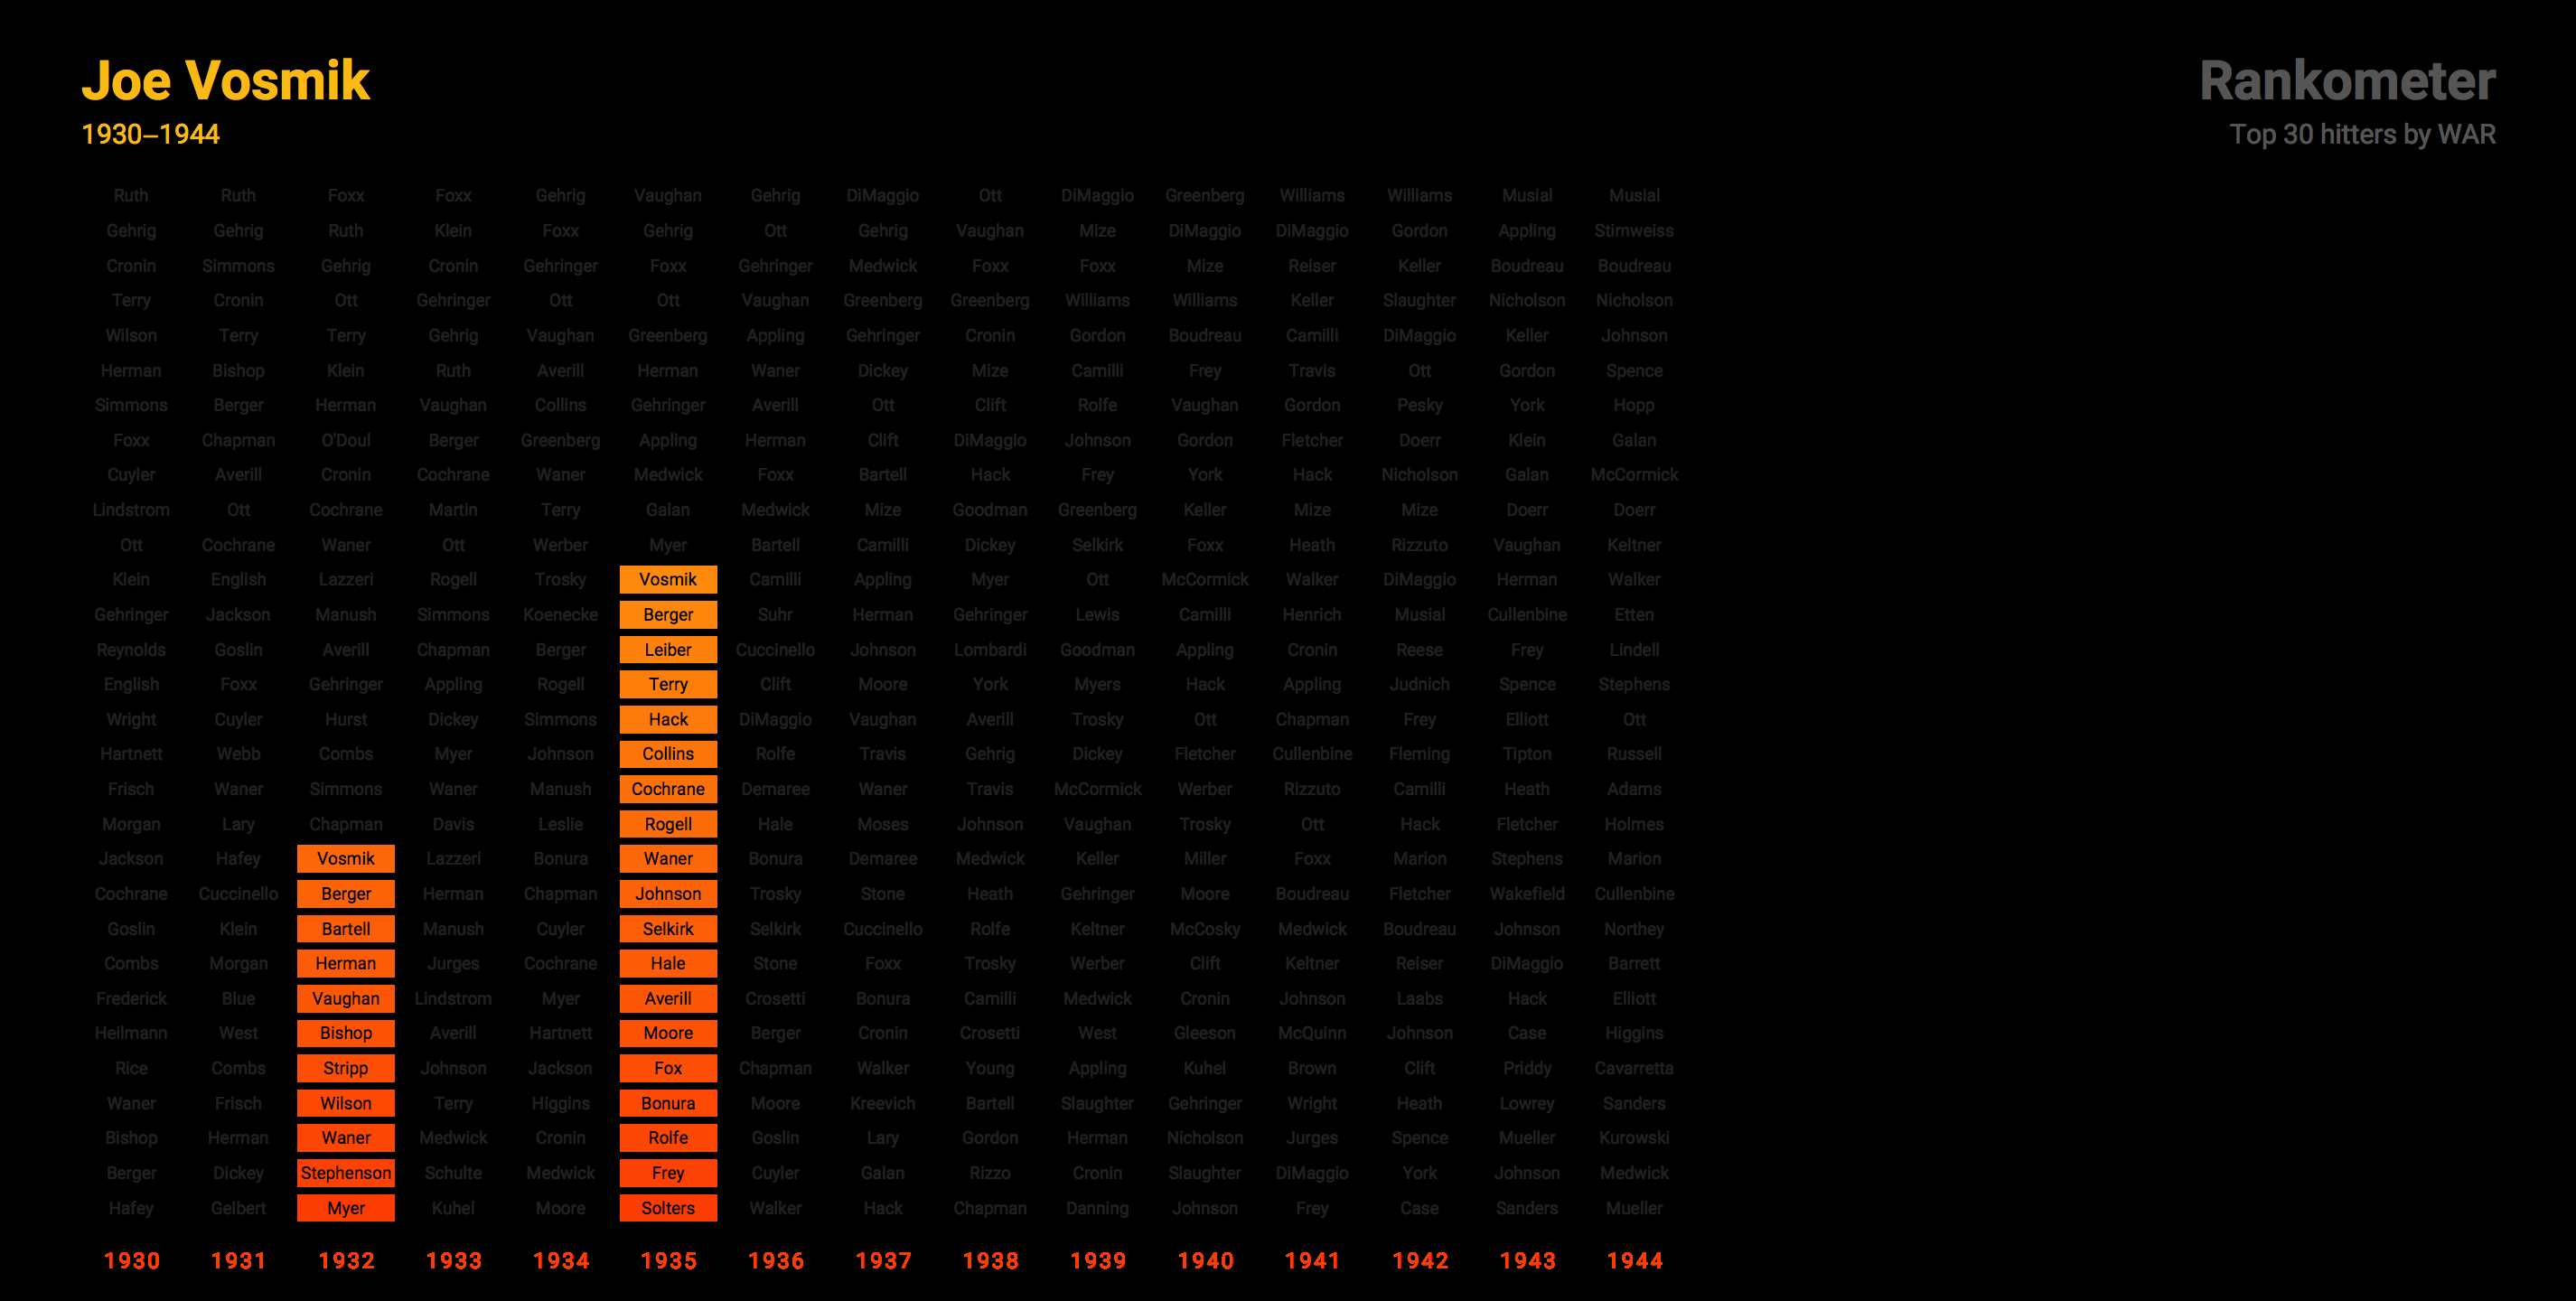 Joe Vosmik
1930–1944
Rankometer
Top 30 hitters by WAR
Ruth Ruth Foxx Foxx Gehrig Vaughan Gehrig DiMaggio Ott DiMaggio Greenberg Williams Williams Musial Musial
Gehrig Gehrig Ruth Klein Foxx Gehrig Ott Gehrig Vaughan Mize DiMaggio DiMaggio Gordon Appling Stirnweiss
Cronin Simmons Gehrig Cronin Gehringer Foxx Gehringer Medwick Foxx Foxx Mize Reiser Keller Boudreau Boudreau
Terry Cronin Ott Gehringer Ott Ott Vaughan Greenberg Greenberg Williams Williams Keller Slaughter Nicholson Nicholson
Wilson Terry Terry Gehrig Vaughan Greenberg Appling Gehringer Cronin Gordon Boudreau Camilli DiMaggio Keller Johnson
Herman Bishop Klein Ruth Averill Herman Waner Dickey Mize Camilli Frey Travis Ott Gordon Spence
Simmons Berger Herman Vaughan Collins Gehringer Averill Ott Clift Rolfe Vaughan Gordon Pesky York Hopp
Foxx Chapman O'Doul Berger Greenberg Appling Herman Clift DiMaggio Johnson Gordon Fletcher Doerr Klein Galan
Cuyler Averill Cronin Cochrane Waner Medwick Foxx Bartell Hack Frey York Hack Nicholson Galan McCormick
Lindstrom Ott Cochrane Martin Terry Galan Medwick Mize Goodman Greenberg Keller Mize Mize Doerr Doerr
Ott Cochrane Waner Ott Werber Myer Bartell Camilli Dickey Selkirk Foxx Heath Rizzuto Vaughan Keltner
Klein English Lazzeri Rogell Trosky Vosmik Camilli Appling Myer Ott McCormick Walker DiMaggio Herman Walker
Gehringer Jackson Manush Simmons Koenecke Berger Suhr Herman Gehringer Lewis Camilli Henrich Musial Cullenbine Etten
Reynolds Goslin Averill Chapman Berger Leiber Cuccinello Johnson Lombardi Goodman Appling Cronin Reese Frey Lindell
English Foxx Gehringer Appling Rogell Terry Clift Moore York Myers Hack Appling Judnich Spence Stephens
Wright Cuyler Hurst Dickey Simmons Hack DiMaggio Vaughan Averill Trosky Ott Chapman Frey Elliott Ott
Hartnett Webb Combs Myer Johnson Collins Rolfe Travis Gehrig Dickey Fletcher Cullenbine Fleming Tipton Russell
Frisch Waner Simmons Waner Manush Cochrane Demaree Waner Travis McCormick Werber Rizzuto Camilli Heath Adams
Morgan Lary Chapman Davis Leslie Rogell Hale Moses Johnson Vaughan Trosky Ott Hack Fletcher Holmes
Jackson Hafey Vosmik Lazzeri Bonura Waner Bonura Demaree Medwick Keller Miller Foxx Marion Stephens Marion
Cochrane Cuccinello Berger Herman Chapman Johnson Trosky Stone Heath Gehringer Moore Boudreau Fletcher Wakefield Cullenbine
Goslin Klein Bartell Manush Cuyler Selkirk Selkirk Cuccinello Rolfe Keltner McCosky Medwick Boudreau Johnson Northey
Combs Morgan Herman Jurges Cochrane Hale Stone Foxx Trosky Werber Clift Keltner Reiser DiMaggio Barrett
Frederick Blue Vaughan Lindstrom Myer Averill Crosetti Bonura Camilli Medwick Cronin Johnson Laabs Hack Elliott
Heilmann West Bishop Averill Hartnett Moore Berger Cronin Crosetti West Gleeson McQuinn Johnson Case Higgins
Rice Combs Stripp Johnson Jackson Fox Chapman Walker Young Appling Kuhel Brown Clift Priddy Cavarretta
Waner Frisch Wilson Terry Higgins Bonura Moore Kreevich Bartell Slaughter Gehringer Wright Heath Lowrey Sanders
Bishop Herman Waner Medwick Cronin Rolfe Goslin Lary Gordon Herman Nicholson Jurges Spence Mueller Kurowski
Berger Dickey Stephenson Schulte Medwick Frey Cuyler Galan Rizzo Cronin Slaughter DiMaggio York Johnson Medwick
Hafey Gelbert Myer Kuhel Moore Solters Walker Hack Chapman Danning Johnson Frey Case Sanders Mueller
1930 1931 1932 1933 1934 1935 1936 1937 1938 1939 1940 1941 1942 1943 1944